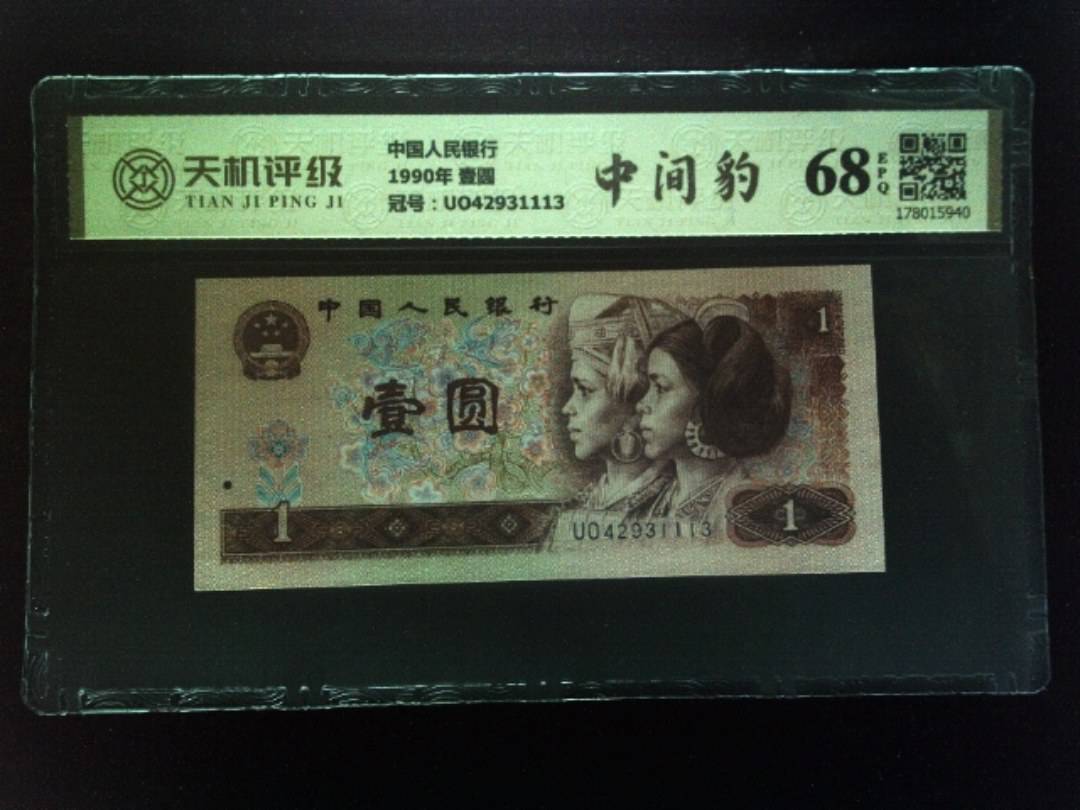 天机评级
TIAN JI PING JI
中国人民银行
1990年 壹圆
冠号：UO42931113
中间豹
68 EPQ
178015940
中国人民银行
1
壹圆
1
UO42931113
1